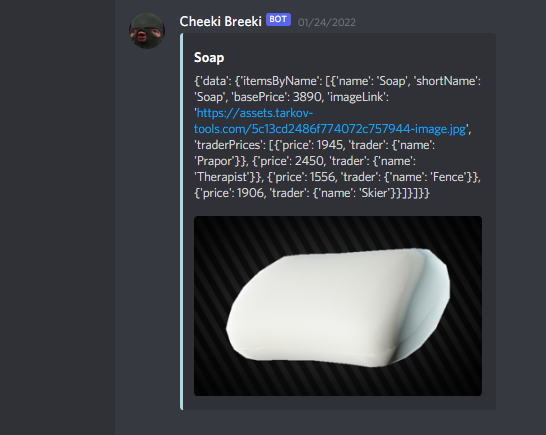 Cheeki Breeki BOT 01/24/2022
Soap
{'data': {'itemsByName': [{'name': 'Soap', 'shortName':
'Soap', 'basePrice': 3890, 'imageLink':
'https://assets.tarkov-
tools.com/5c13cd2486f774072c757944-image.jpg',
'traderPrices': [{'price': 1945, 'trader': {'name':
'Prapor'}}, {'price': 2450, 'trader': {'name':
'Therapist'}}, {'price': 1556, 'trader': {'name': 'Fence'}},
{'price': 1906, 'trader': {'name': 'Skier'}}]}]}}